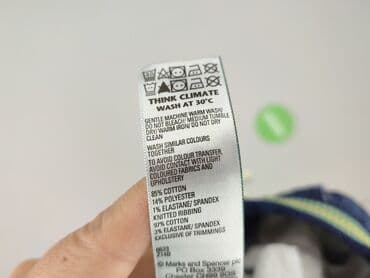 THINK CLIMATE
WASH AT 30°C
GENTLE MACHINE WARM WASH/
DO NOT BLEACH/ MEDIUM TUMBLE
DRY/ WARM IRON/ DO NOT DRY
CLEAN
WASH SIMILAR COLOURS
TOGETHER
TO AVOID COLOUR TRANSFER,
AVOID CONTACT WITH LIGHT
COLOURED FABRICS AND
UPHOLSTERY
85% COTTON
14% POLYESTER
1% ELASTANE/ SPANDEX
KNITTED RIBBING
97% COTTON
3% ELASTANE/ SPANDEX
EXCLUSIVE OF TRIMMINGS
© Marks and Spencer plc
PO Box 3339
Chester CH99 9QS